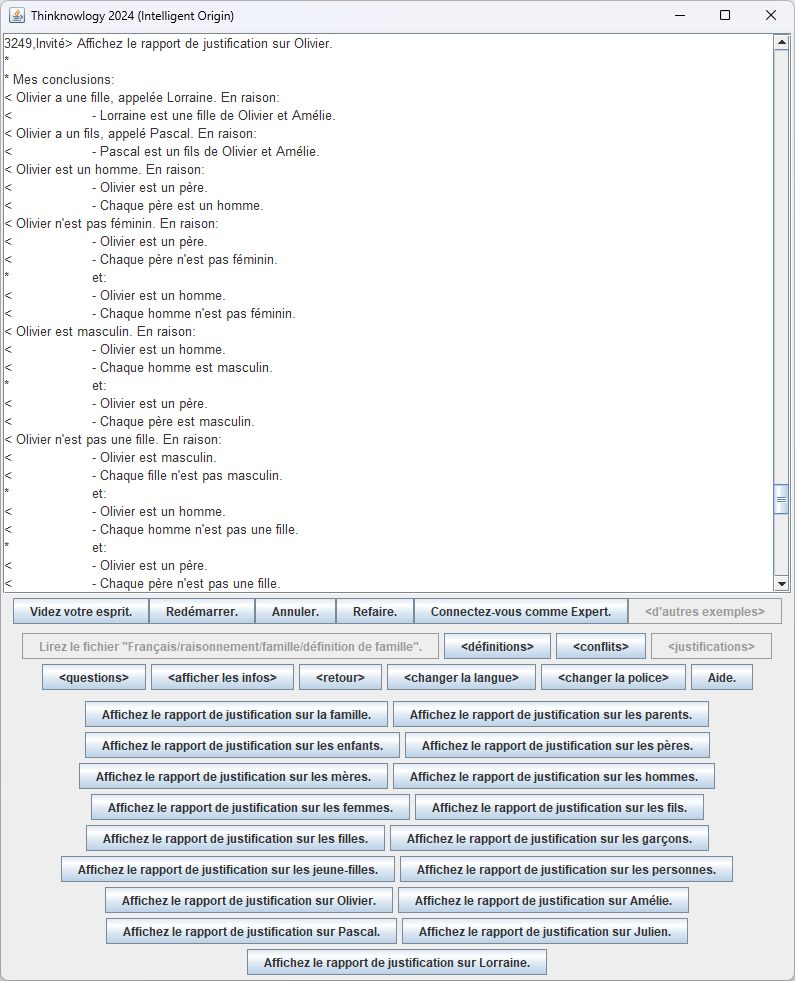 Thinknowlogy 2024 (Intelligent Origin)
3249,Invité> Affichez le rapport de justification sur Olivier.
*
* Mes conclusions:
< Olivier a une fille, appelée Lorraine. En raison:
< - Lorraine est une fille de Olivier et Amélie.
< Olivier a un fils, appelé Pascal. En raison:
< - Pascal est un fils de Olivier et Amélie.
< Olivier est un homme. En raison:
< - Olivier est un père.
< - Chaque père est un homme.
< Olivier n'est pas féminin. En raison:
< - Olivier est un père.
< - Chaque père n'est pas féminin.
* et:
< - Olivier est un homme.
< - Chaque homme n'est pas féminin.
< Olivier est masculin. En raison:
< - Olivier est un homme.
< - Chaque homme est masculin.
* et:
< - Olivier est un père.
< - Chaque père est masculin.
< Olivier n'est pas une fille. En raison:
< - Olivier est masculin.
< - Chaque fille n'est pas masculin.
* et:
< - Olivier est un homme.
< - Chaque homme n'est pas une fille.
* et:
< - Olivier est un père.
< - Chaque père n'est pas une fille.
Videz votre esprit. Redémarrer. Annuler. Refaire. Connectez-vous comme Expert. <d'autres exemples>
Lirez le fichier "Français/raisonnement/famille/définition de famille". <définitions> <conflits> <justifications>
<questions> <afficher les infos> <retour> <changer la langue> <changer la police> Aide.
Affichez le rapport de justification sur la famille. Affichez le rapport de justification sur les parents.
Affichez le rapport de justification sur les enfants. Affichez le rapport de justification sur les pères.
Affichez le rapport de justification sur les mères. Affichez le rapport de justification sur les hommes.
Affichez le rapport de justification sur les femmes. Affichez le rapport de justification sur les fils.
Affichez le rapport de justification sur les filles. Affichez le rapport de justification sur les garçons.
Affichez le rapport de justification sur les jeune-filles. Affichez le rapport de justification sur les personnes.
Affichez le rapport de justification sur Olivier. Affichez le rapport de justification sur Amélie.
Affichez le rapport de justification sur Pascal. Affichez le rapport de justification sur Julien.
Affichez le rapport de justification sur Lorraine.